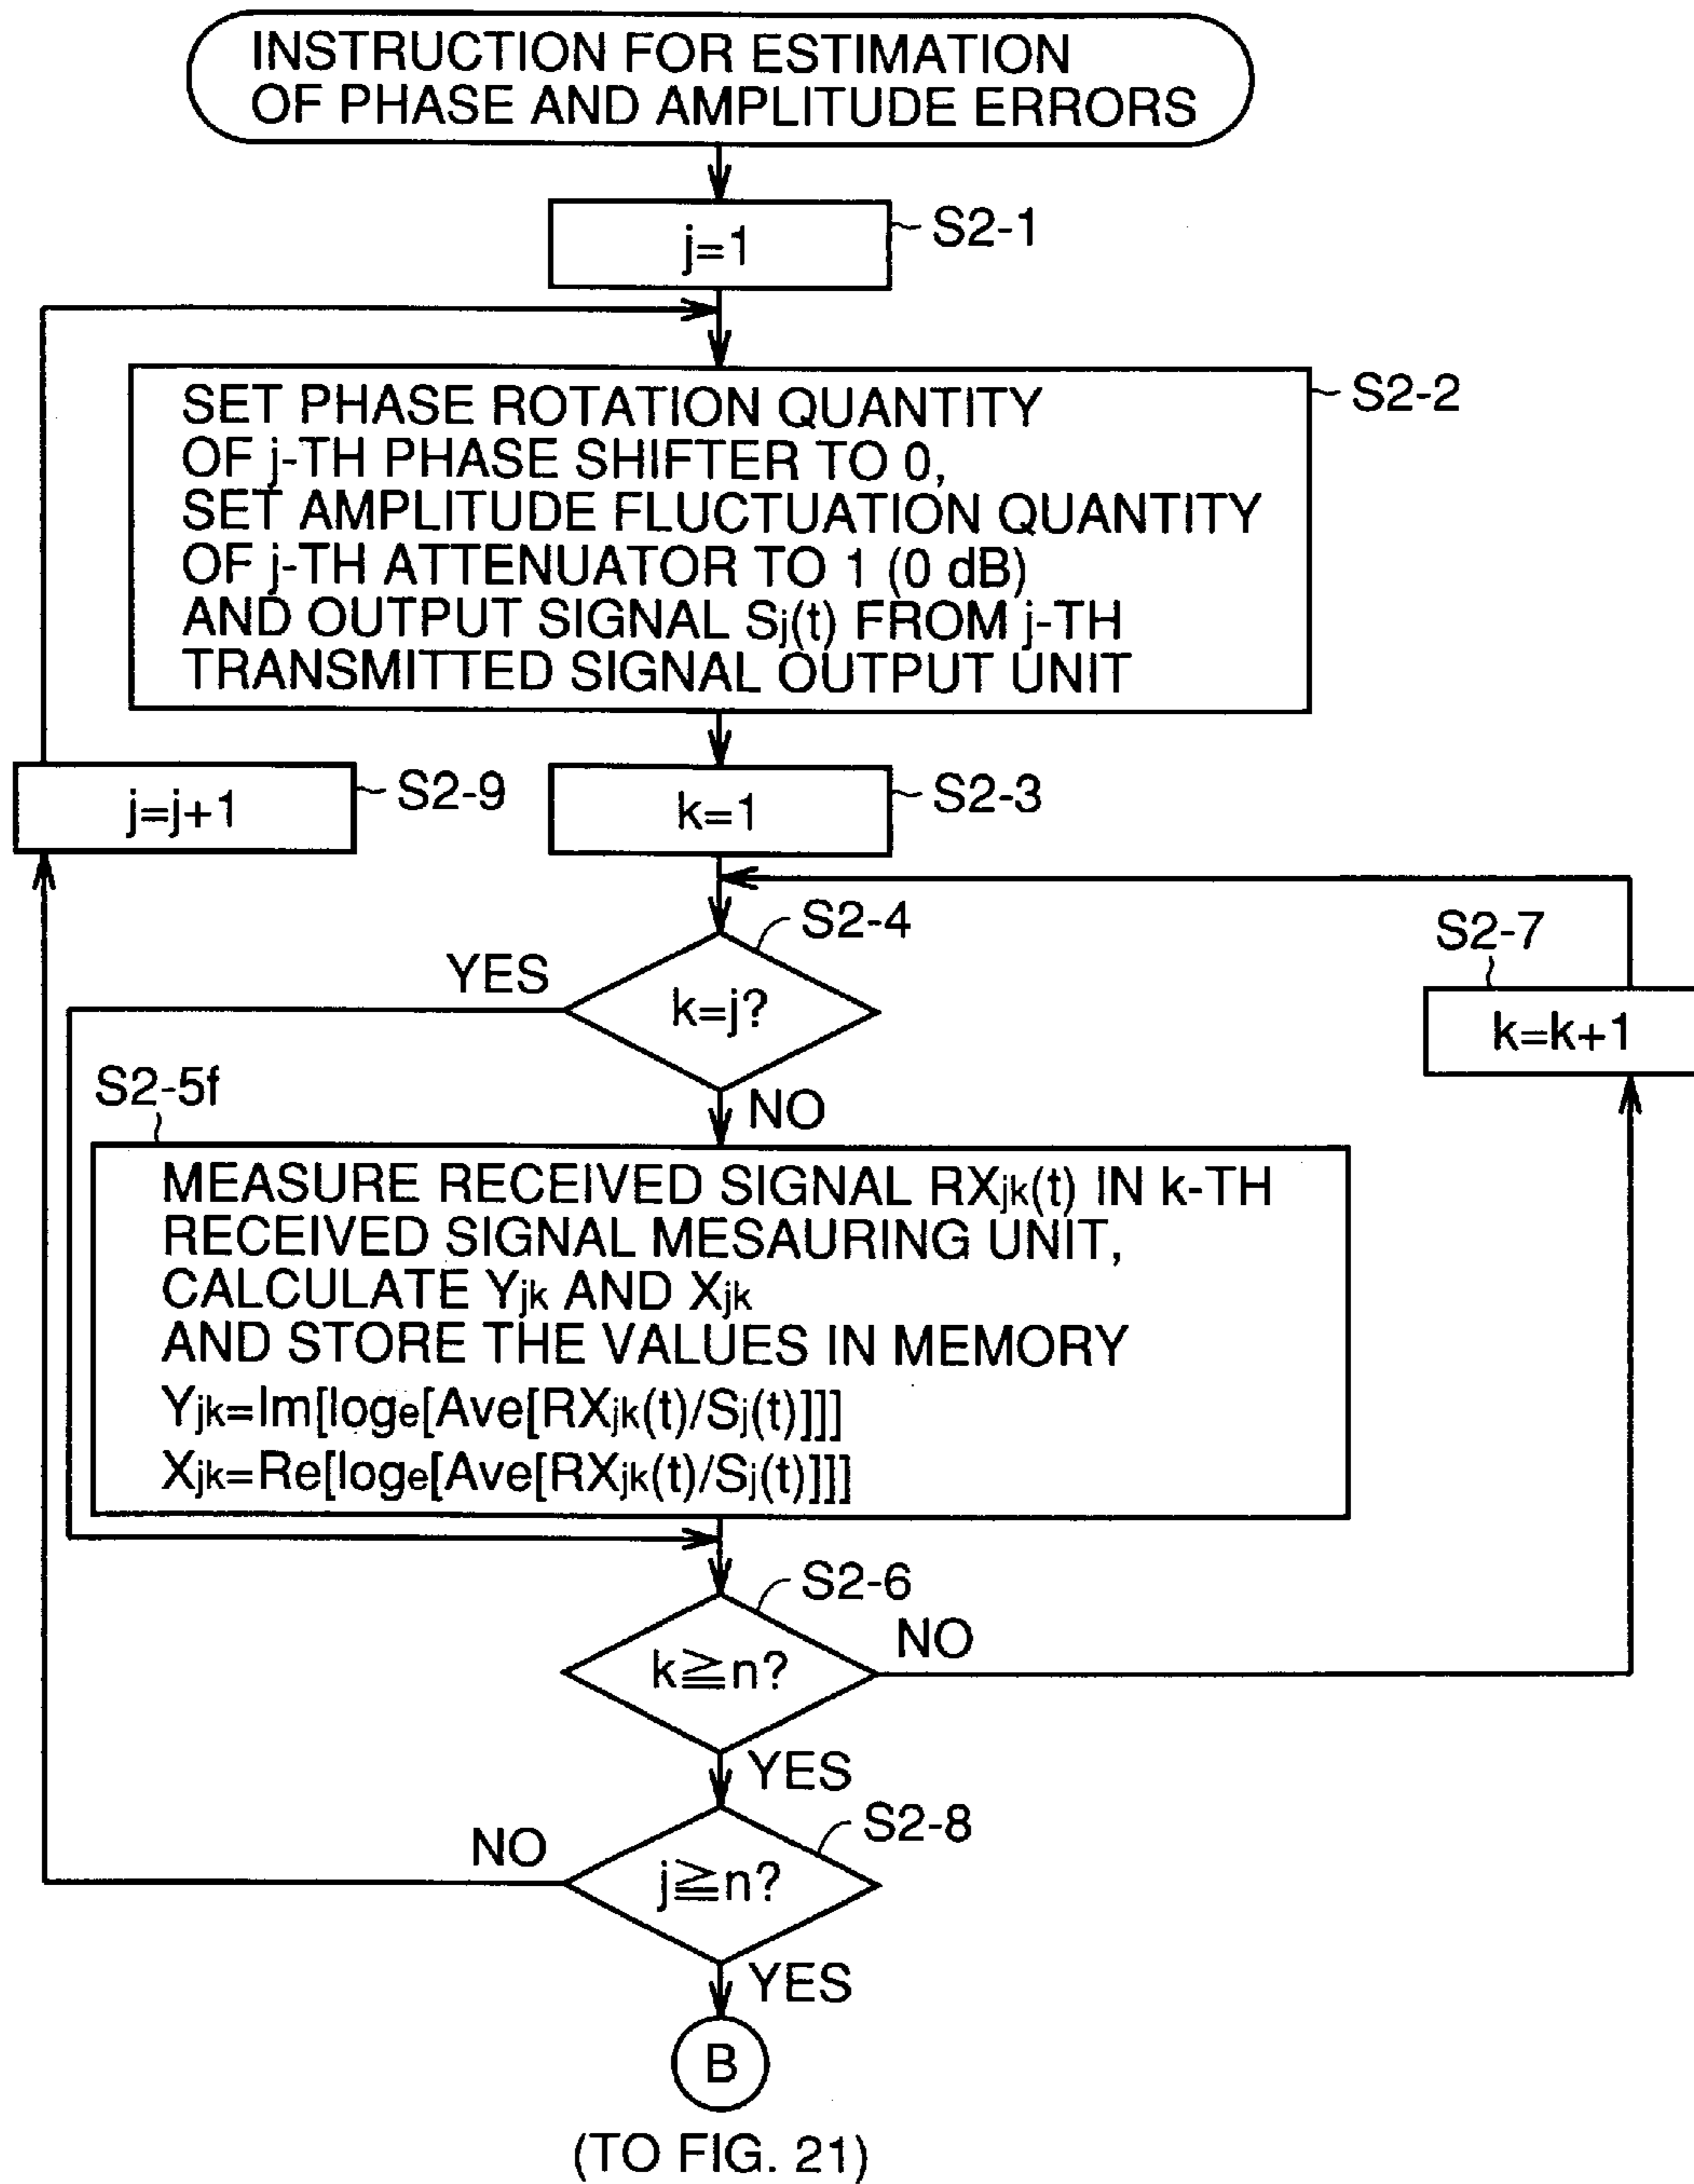 INSTRUCTION FOR ESTIMATION
OF PHASE AND AMPLITUDE ERRORS
j=1
S2-1
SET PHASE ROTATION QUANTITY
OF j-TH PHASE SHIFTER TO 0,
SET AMPLITUDE FLUCTUATION QUANTITY
OF j-TH ATTENUATOR TO 1 (0 dB)
AND OUTPUT SIGNAL Sj(t) FROM j-TH
TRANSMITTED SIGNAL OUTPUT UNIT
S2-2
j=j+1
S2-9
k=1
S2-3
S2-4
YES
k=j?
NO
S2-7
k=k+1
S2-5f
MEASURE RECEIVED SIGNAL RXjk(t) IN k-TH
RECEIVED SIGNAL MESAURING UNIT,
CALCULATE Yjk AND Xjk
AND STORE THE VALUES IN MEMORY
Yjk=Im[loge[Ave[RXjk(t)/Sj(t)]]]
Xjk=Re[loge[Ave[RXjk(t)/Sj(t)]]]
S2-6
k≧n?
NO
YES
S2-8
NO
j≧n?
YES
B
(TO FIG. 21)